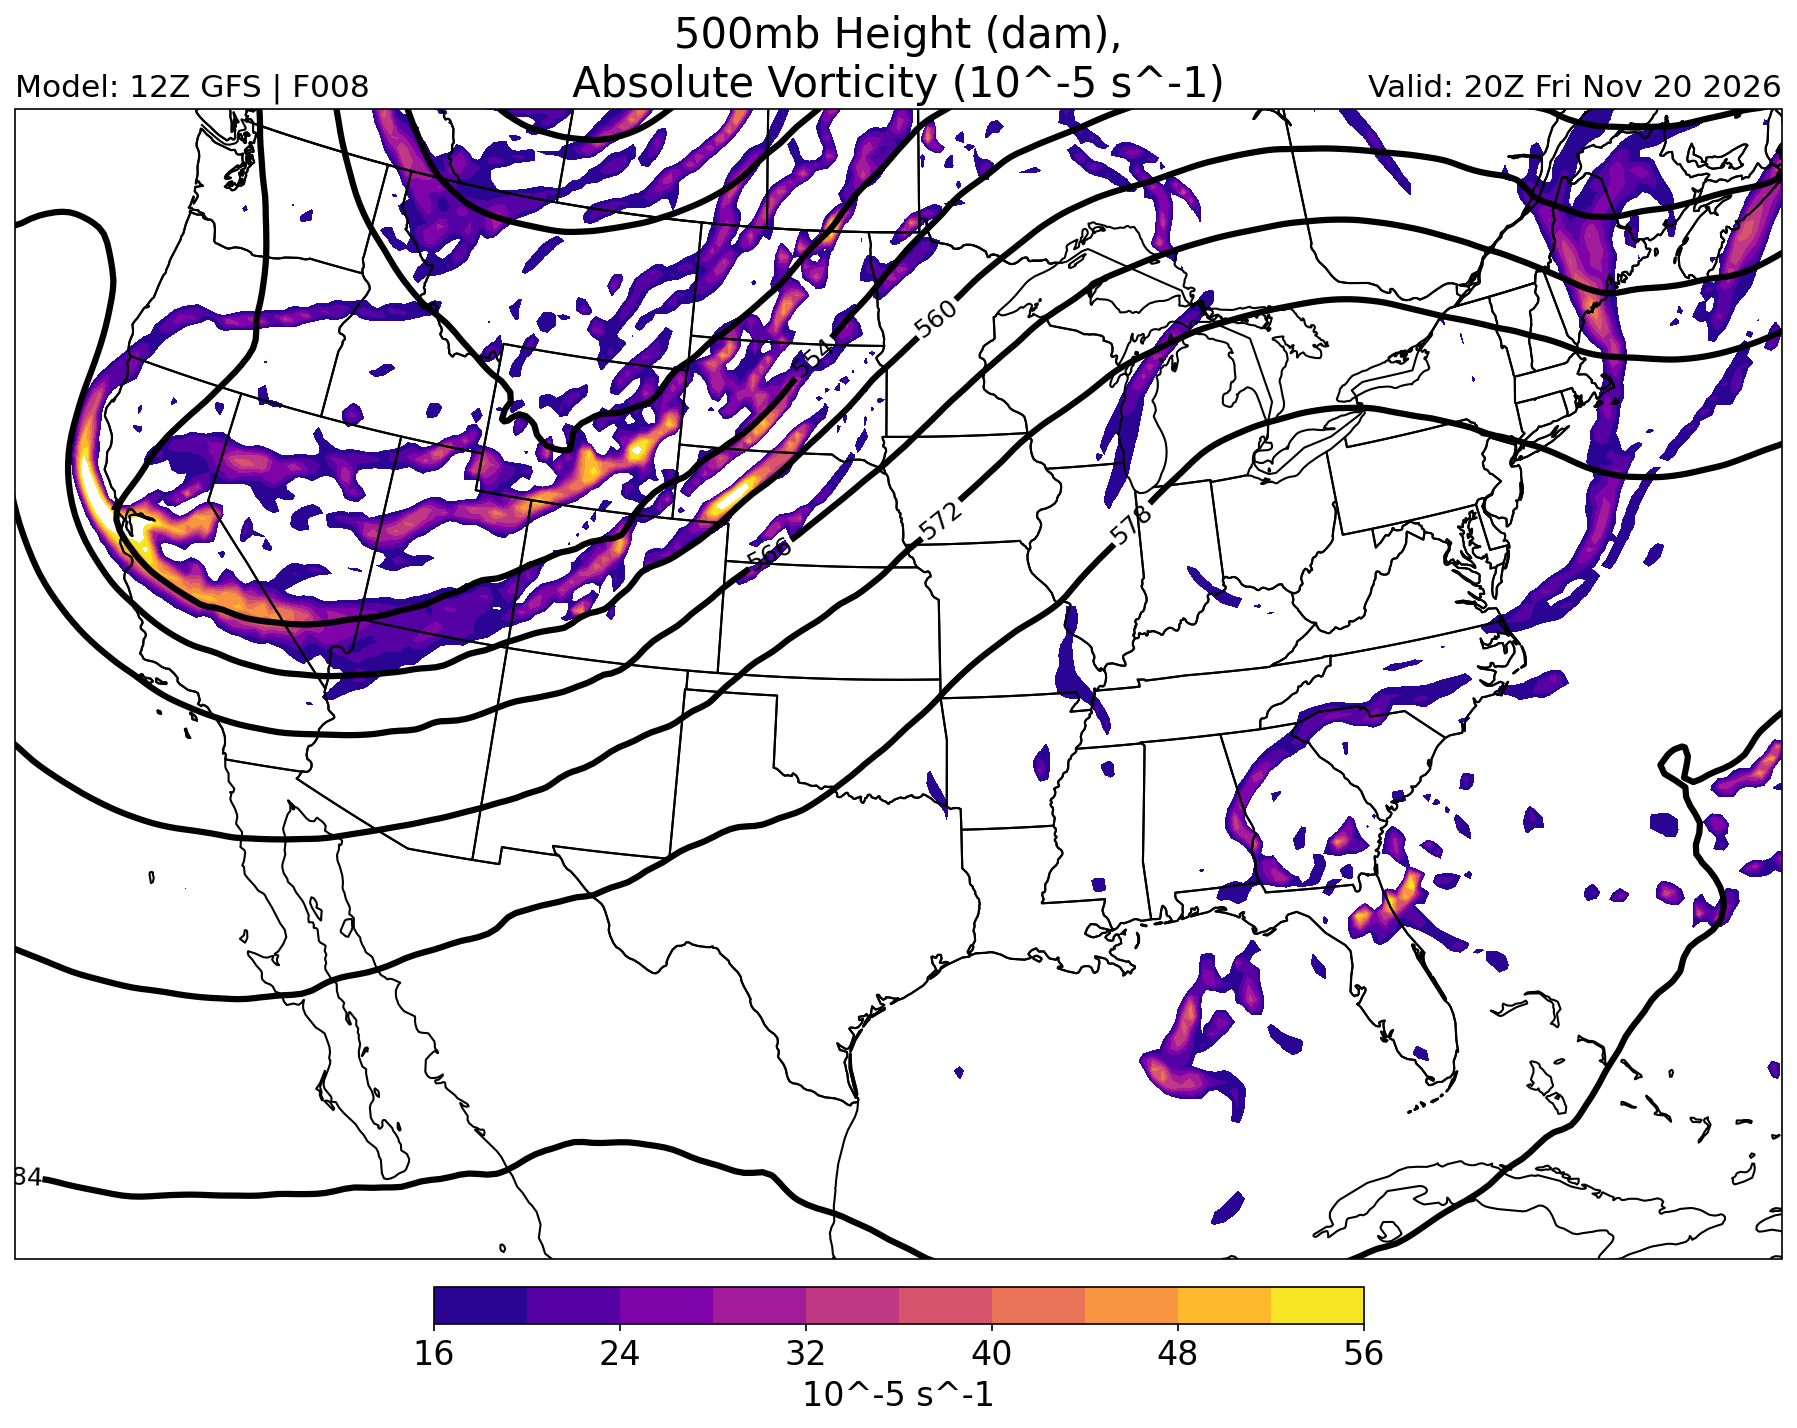 500mb Height (dam),
Model: 12Z GFS | F008
Absolute Vorticity (10^-5 s^-1)
Valid: 20Z Fri Nov 20 2026
560
554
572
578
566
84
16 24 32 40 48 56
10^-5 s^-1